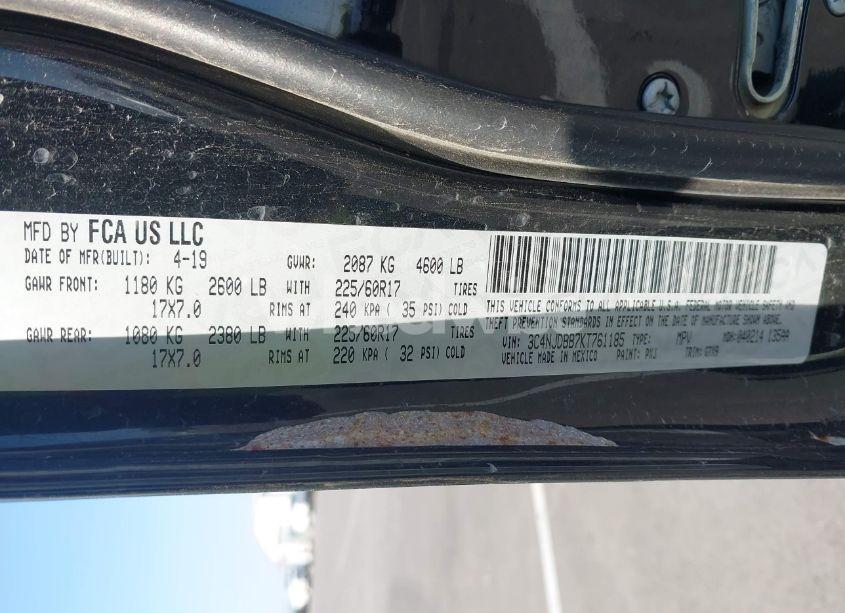 MFD BY FCA US LLC
DATE OF MFR(BUILT): 4-19 GVWR: 2087 KG 4600 LB
GAWR FRONT: 1180 KG 2600 LB WITH 225/60R17 TIRES
17X7.0 RIMS AT 240 KPA ( 35 PSI) COLD
GAWR REAR: 1080 KG 2380 LB WITH 225/60R17 TIRES
17X7.0 RIMS AT 220 KPA ( 32 PSI) COLD
THIS VEHICLE CONFORMS TO ALL APPLICABLE U.S.A. FEDERAL MOTOR VEHICLE SAFETY AND
THEFT PREVENTION STANDARDS IN EFFECT ON THE DATE OF MANUFACTURE SHOWN ABOVE.
VIN: 3C4NJDBB7KT761185 TYPE: MPV MDH: 040214 135AA
VEHICLE MADE IN MEXICO PAINT: TRIM: